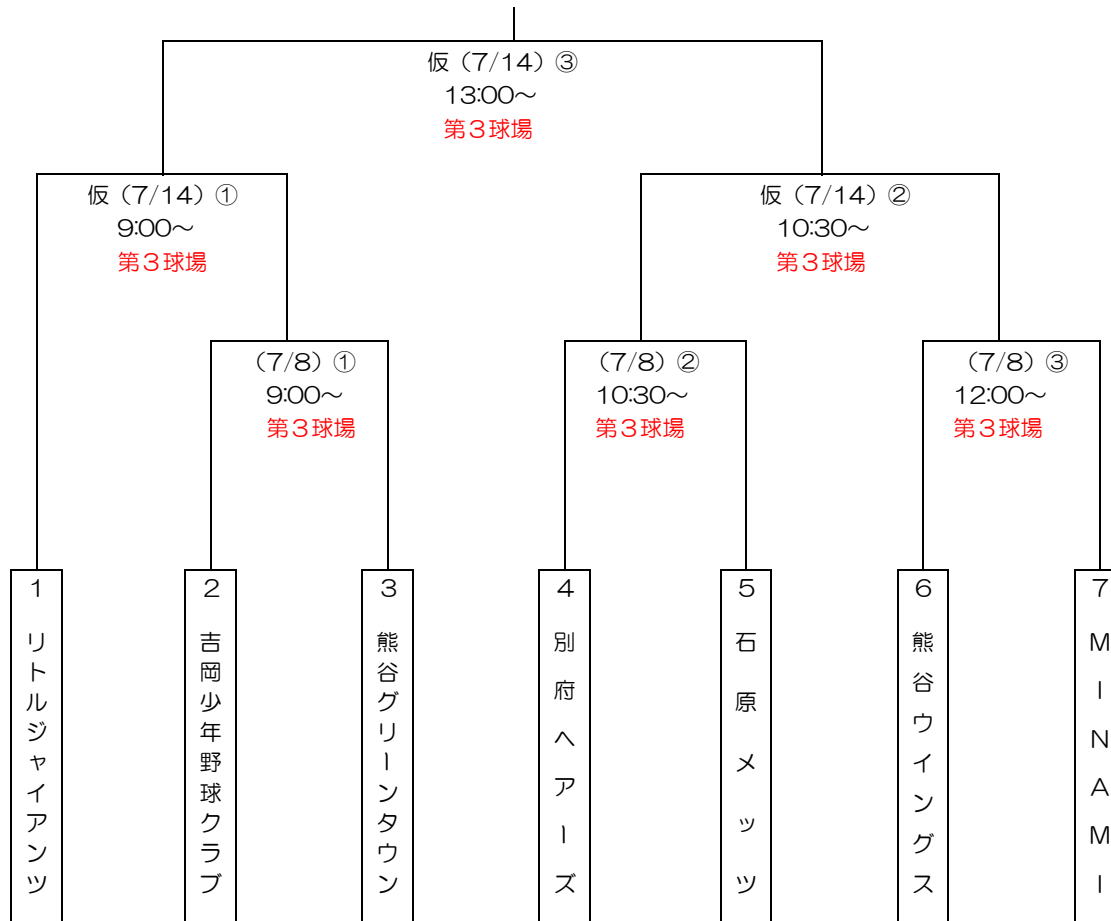 仮（7/14）③
13:00～
第３球場
仮（7/14）①
9:00～
第３球場
仮（7/14）②
10:30～
第３球場
（7/8）①
9:00～
第３球場
（7/8）②
10:30～
第３球場
（7/8）③
12:00～
第３球場
1
リトルジャイアンツ
2
吉岡少年野球クラブ
3
熊谷グリーンタウン
4
別府ヘアーズ
5
石原メッツ
6
熊谷ウイングス
7
ＭＩＮＡＭＩ